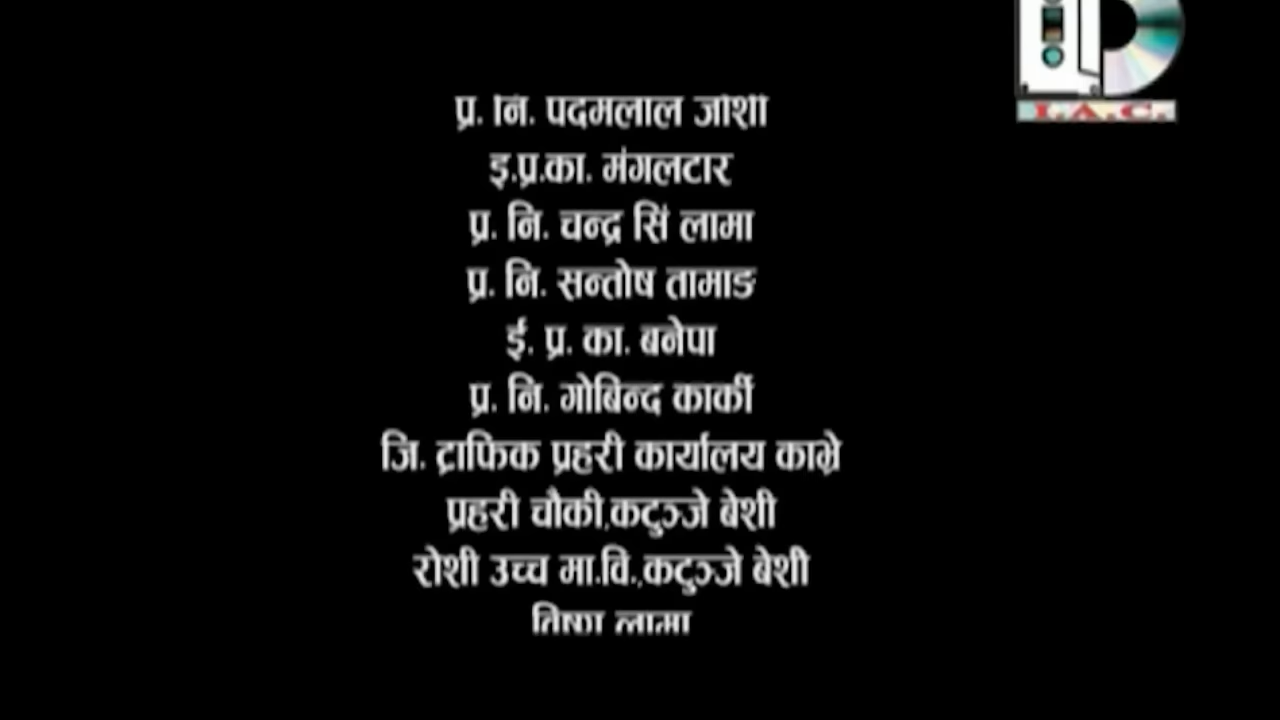 I.A.C.
प्र. नि. पदमलाल जोशी
इ.प्र.का. मंगलटार
प्र. नि. चन्द्र सिं लामा
प्र. नि. सन्तोष तामाङ
ई. प्र. का. बनेपा
प्र. नि. गोबिन्द कार्की
जि. ट्राफिक प्रहरी कार्यालय काभ्रे
प्रहरी चौकी,कटुञ्जे बेशी
रोशी उच्च मा.वि.,कटुञ्जे बेशी
लामा